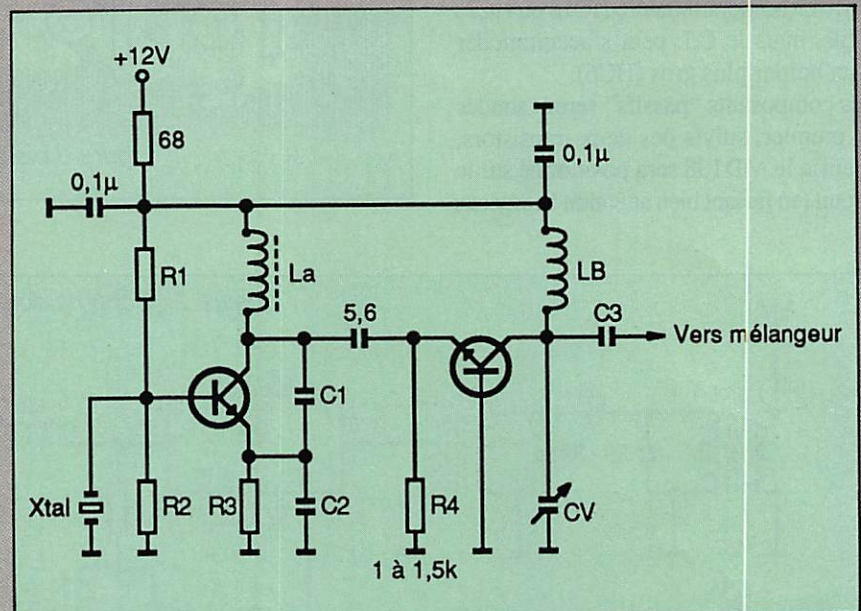 +12V
68
0,1µ
0,1µ
R1
La
LB
5,6
C3
Vers mélangeur
C1
Xtal
R2
R3
C2
R4
CV
1 à 1,5k